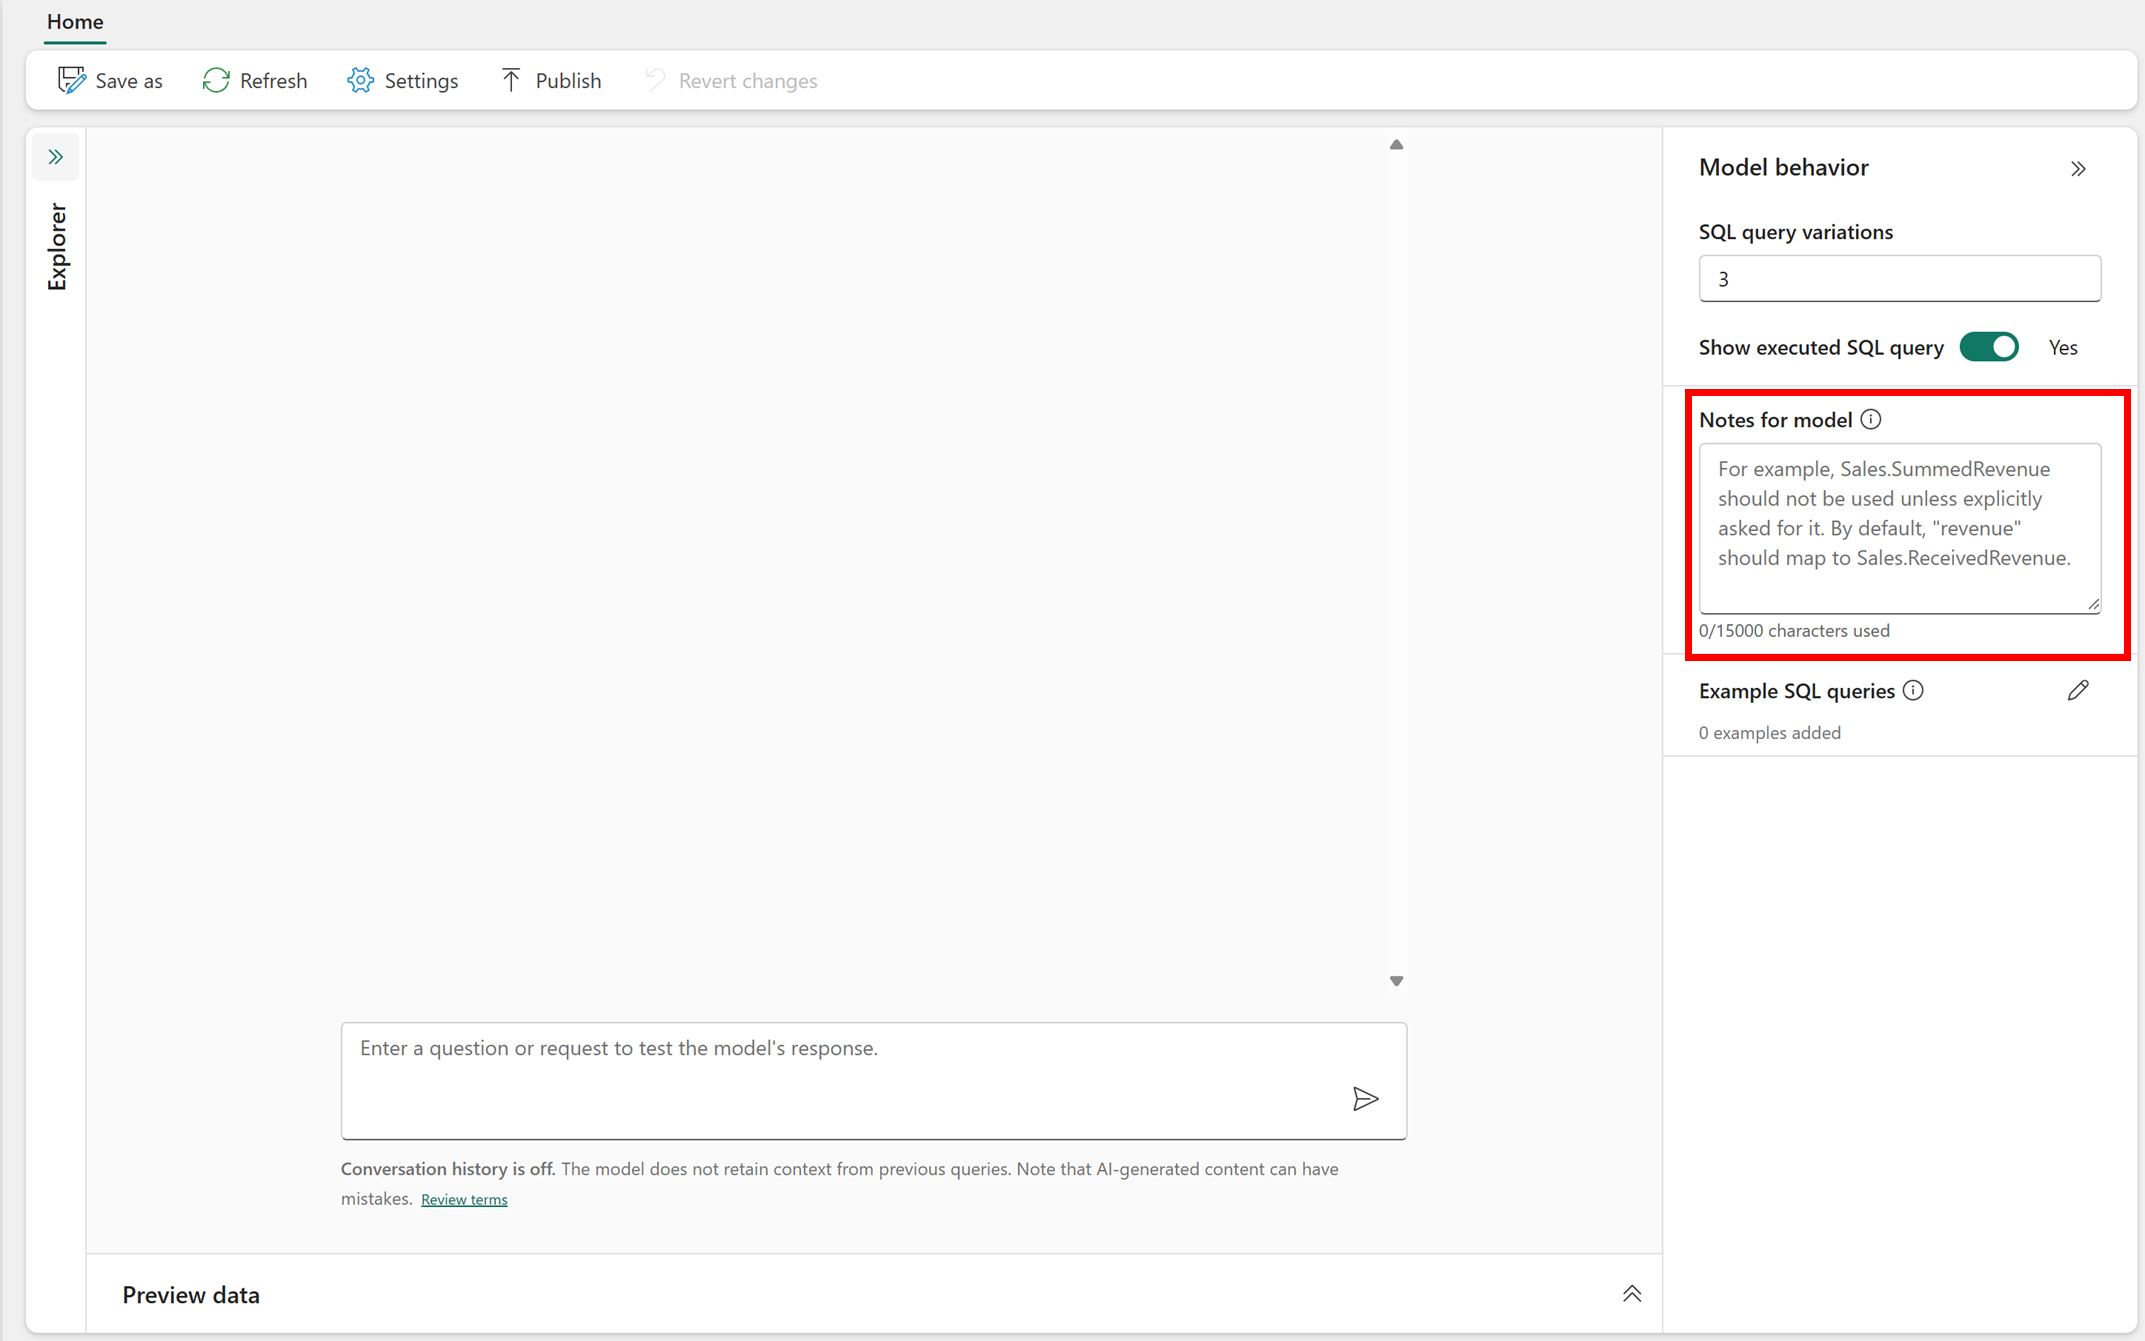 Home
Save as
Refresh
Settings
Publish
Revert changes
Explorer
Model behavior
SQL query variations
3
Show executed SQL query
Yes
Notes for model
For example, Sales.SummedRevenue
should not be used unless explicitly
asked for it. By default, "revenue"
should map to Sales.ReceivedRevenue.
0/15000 characters used
Example SQL queries
0 examples added
Enter a question or request to test the model's response.
Conversation history is off. The model does not retain context from previous queries. Note that AI-generated content can have
mistakes. Review terms
Preview data